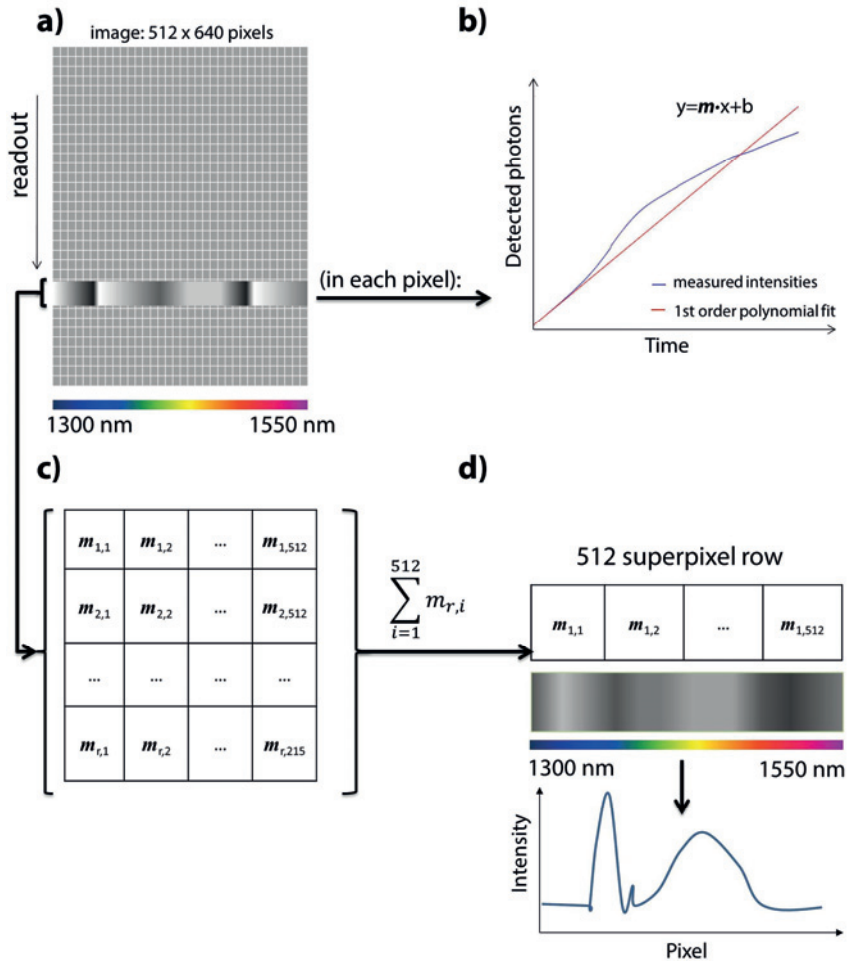 a)
image: 512 x 640 pixels
readout
(in each pixel):
1300 nm 1550 nm
b)
Detected photons
y=m·x+b
measured intensities
1st order polynomial fit
Time
c)
m1,1 m1,2 ... m1,512
m2,1 m2,2 ... m2,512
... ... ... ...
mr,1 mr,2 ... mr,215
512
∑ mr,i
i=1
d)
512 superpixel row
m1,1 m1,2 ... m1,512
1300 nm 1550 nm
Intensity
Pixel